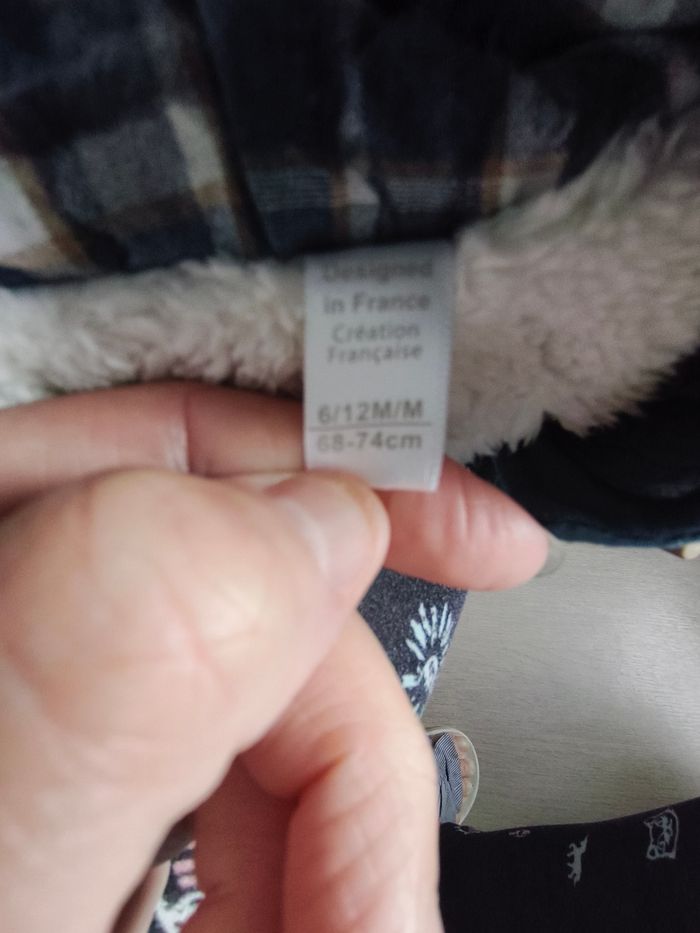 Designed
in France
Création
Française
6/12M/M
68-74cm